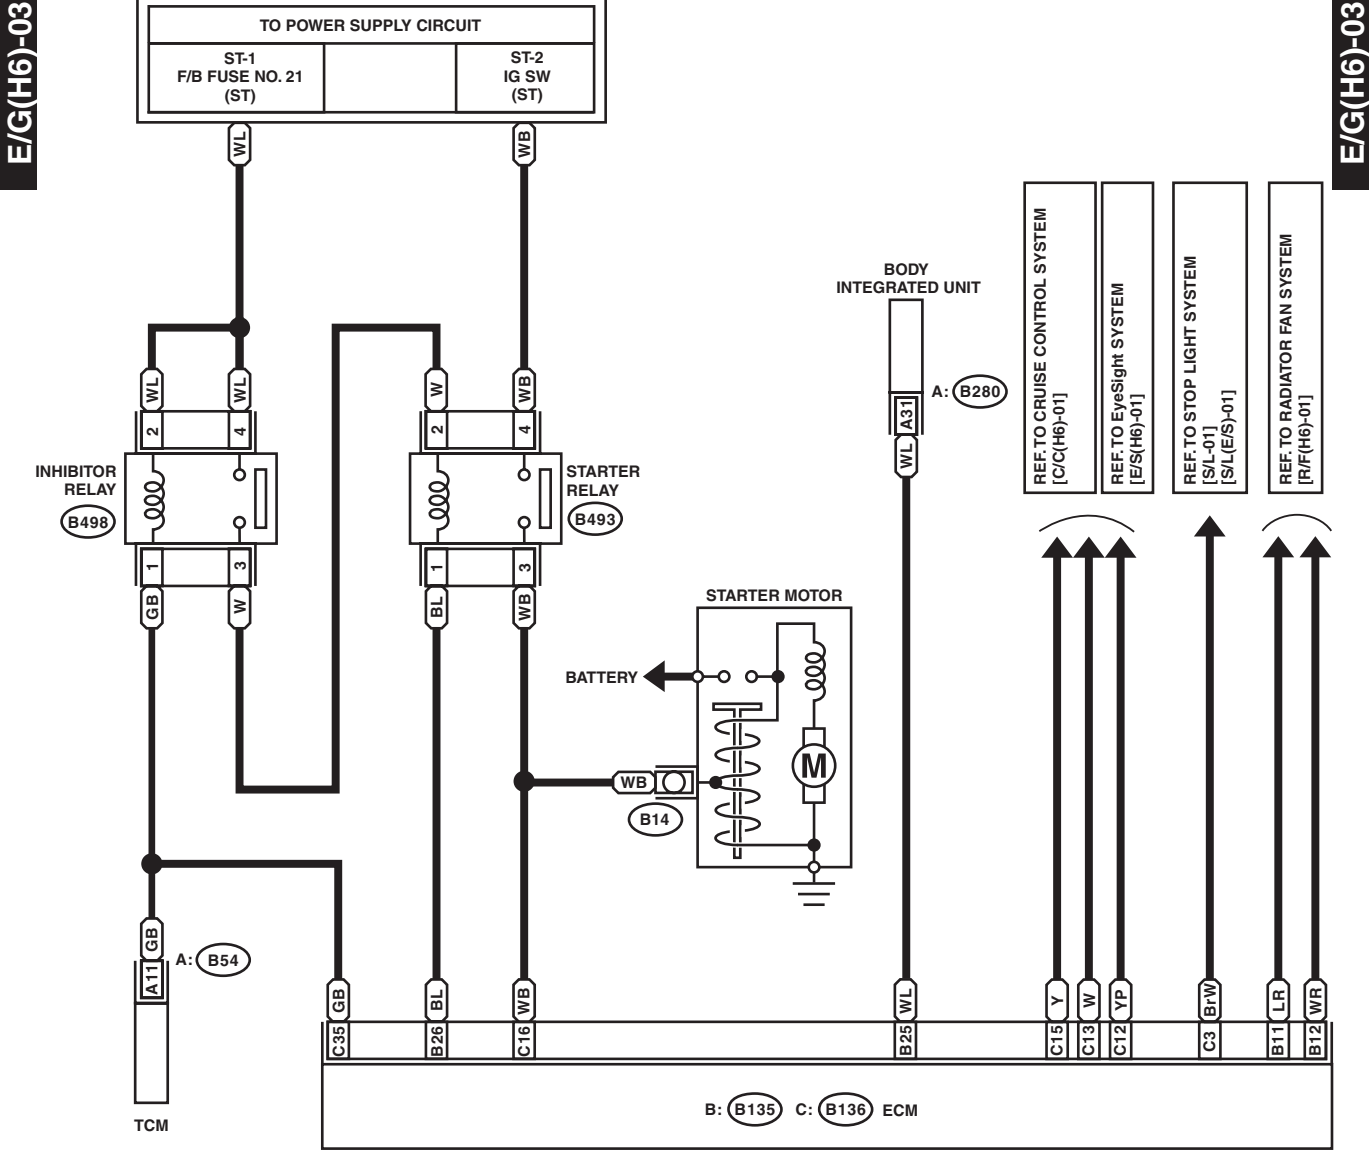 E/G(H6)-03
E/G(H6)-03
TO POWER SUPPLY CIRCUIT
ST-1
F/B FUSE NO. 21
(ST)
ST-2
IG SW
(ST)
WL
WB
BODY
INTEGRATED UNIT
A: B280
A31
WL
REF. TO CRUISE CONTROL SYSTEM
[C/C(H6)-01]
REF. TO EyeSight SYSTEM
[E/S(H6)-01]
REF. TO STOP LIGHT SYSTEM
[S/L-01]
[S/L(E/S)-01]
REF. TO RADIATOR FAN SYSTEM
[R/F(H6)-01]
WL
WL
W
WB
2
4
2
4
INHIBITOR
RELAY
B498
STARTER
RELAY
B493
1
3
1
3
GB
W
BL
WB
STARTER MOTOR
BATTERY
M
WB
B14
GB
A11
A: B54
TCM
GB
BL
WB
WL
Y
W
YP
BrW
LR
WR
C35
B26
C16
B25
C15
C13
C12
C3
B11
B12
B: B135 C: B136 ECM